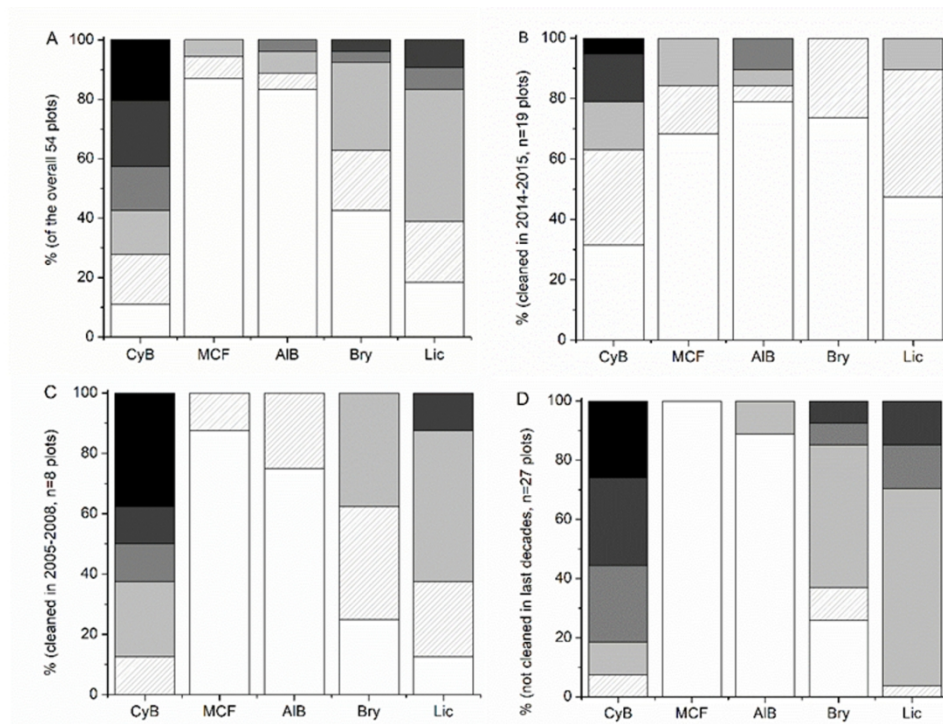 A
% (of the overall 54 plots)
100
80
60
40
20
0
CyB MCF AlB Bry Lic
B
% (cleaned in 2014-2015, n=19 plots)
100
80
60
40
20
0
CyB MCF AlB Bry Lic
C
% (cleaned in 2005-2008, n=8 plots)
100
80
60
40
20
0
CyB MCF AlB Bry Lic
D
% (not cleaned in last decades, n=27 plots)
100
80
60
40
20
0
CyB MCF AlB Bry Lic